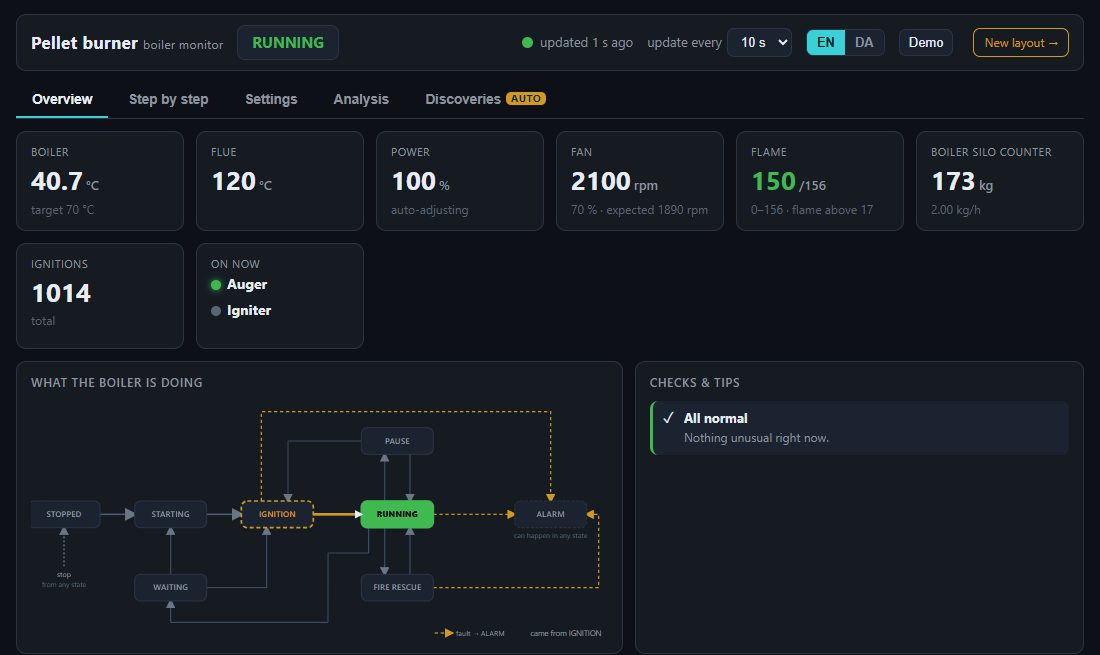 Pellet burner boiler monitor RUNNING updated 1 s ago update every 10 s EN DA Demo New layout →
Overview Step by step Settings Analysis Discoveries AUTO
BOILER
40.7 °C
target 70 °C
FLUE
120 °C
POWER
100 %
auto-adjusting
FAN
2100 rpm
70 % · expected 1890 rpm
FLAME
150 /156
0–156 · flame above 17
BOILER SILO COUNTER
173 kg
2.00 kg/h
IGNITIONS
1014
total
ON NOW
Auger
Igniter
WHAT THE BOILER IS DOING
PAUSE
STOPPED
STARTING
IGNITION
RUNNING
ALARM
can happen in any state
stop
from any state
WAITING
FIRE RESCUE
fault → ALARM
came from IGNITION
CHECKS & TIPS
✓ All normal
Nothing unusual right now.